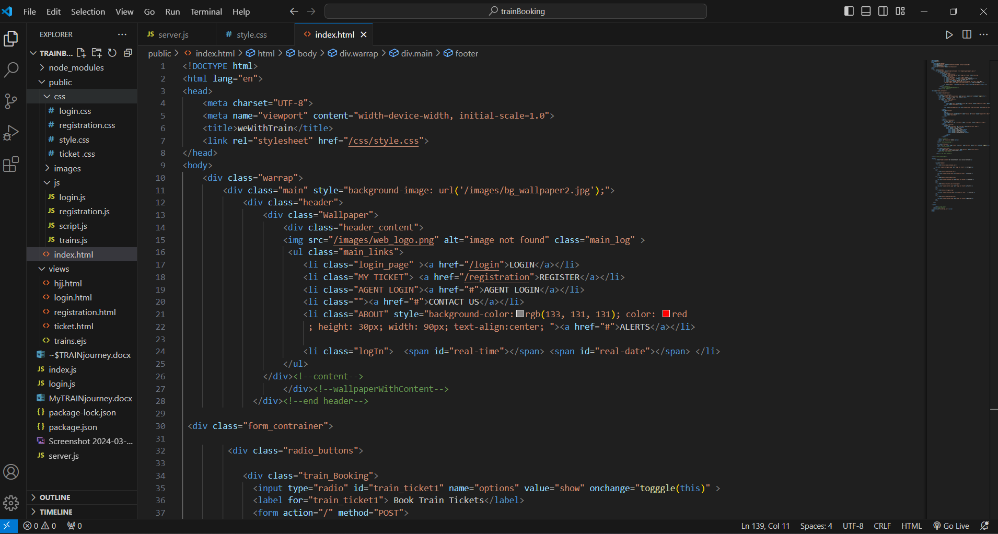 File Edit Selection View Go Run Terminal Help
trainBooking
EXPLORER
TRAINB...
node_modules
public
css
# login.css
# registration.css
# style.css
# ticket .css
images
js
JS login.js
JS registration.js
JS script.js
JS trains.js
<> index.html
views
<> hjj.html
<> login.html
<> registration.html
<> ticket.html
<> trains.ejs
~$TRAINjourney.docx
JS index.js
JS login.js
MyTRAINjourney.docx
{} package-lock.json
{} package.json
Screenshot 2024-03-...
JS server.js
OUTLINE
TIMELINE
JS server.js
# style.css
<> index.html
public > <> index.html > html > body > div.warrap > div.main > footer
1 <!DOCTYPE html>
2 <html lang="en">
3 <head>
4 <meta charset="UTF-8">
5 <meta name="viewport" content="width=device-width, initial-scale=1.0">
6 <title>weWithTrain</title>
7 <link rel="stylesheet" href="/css/style.css">
8 </head>
9 <body>
10 <div class="warrap">
11 <div class="main" style="background image: url('/images/bg_wallpaper2.jpg');">
12 <div class="header">
13 <div class="Wallpaper">
14 <div class="header_content">
15 <img src="/images/web_logo.png" alt="image not found" class="main_log" >
16 <ul class="main_links">
17 <li class="login_page" ><a href="/login">LOGIN</a></li>
18 <li class="MY TICKET"> <a href="/registration">REGISTER</a></li>
19 <li class="AGENT LOGIN"><a href="#">AGENT LOGIN</a></li>
20 <li class=""><a href="#">CONTACT US</a></li>
21 <li class="ABOUT" style="background-color: rgb(133, 131, 131); color: red
22 ; height: 30px; width: 90px; text-align:center; "><a href="#">ALERTS</a></li>
23
24 <li class="logIn"> <span id="real-time"></span> <span id="real-date"></span> </li>
25 </ul>
26 </div><! content >
27 </div><!--wallpaperWithContent-->
28 </div><!--end header-->
29
30 <div class="form_contrainer">
31
32 <div class="radio_buttons">
33
34 <div class="train_Booking">
35 <input type="radio" id="train ticket1" name="options" value="show" onchange="togggle(this)" >
36 <label for="train ticket1"> Book Train Tickets</label>
37 <form action="/" method="POST">
0 0 0
Ln 139, Col 11 Spaces: 4 UTF-8 CRLF HTML Go Live